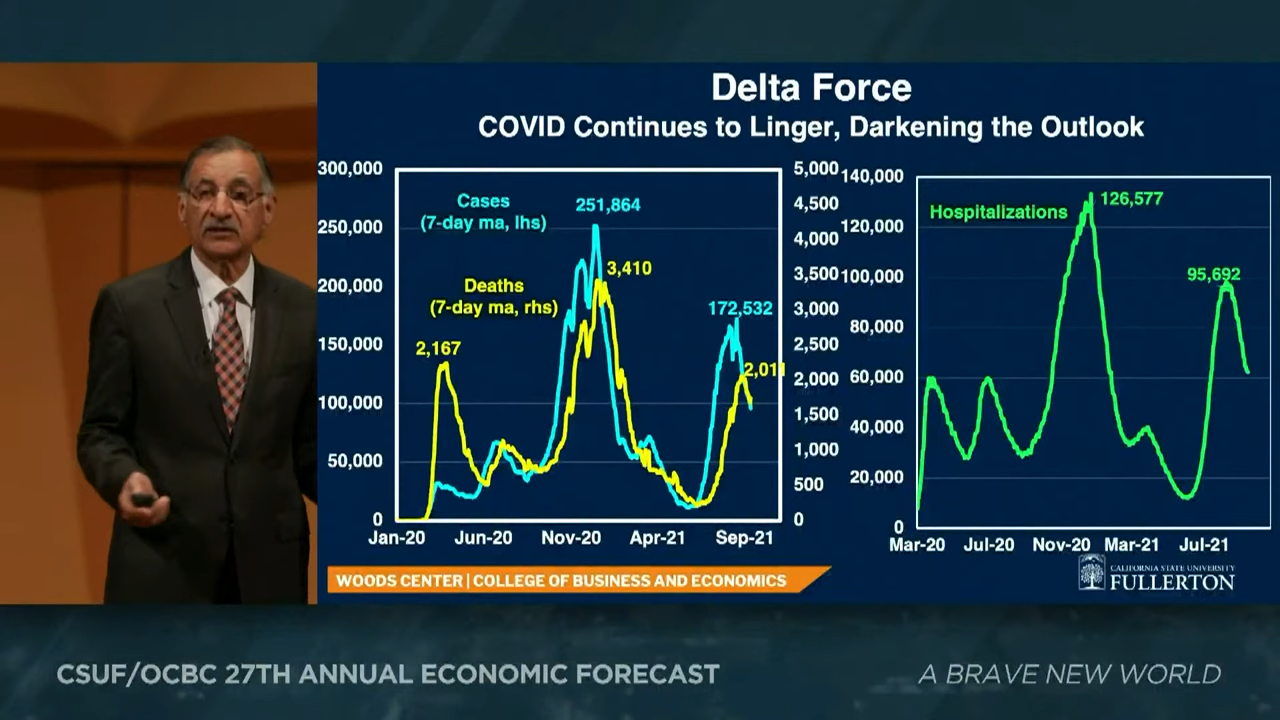 Delta Force
COVID Continues to Linger, Darkening the Outlook
300,000
250,000
200,000
150,000
100,000
50,000
0
Cases
(7-day ma, lhs)
251,864
Deaths
(7-day ma, rhs)
3,410
2,167
172,532
2,011
5,000
4,500
4,000
3,500
3,000
2,500
2,000
1,500
1,000
500
0
Jan-20 Jun-20 Nov-20 Apr-21 Sep-21
140,000
120,000
100,000
80,000
60,000
40,000
20,000
0
Hospitalizations
126,577
95,692
Mar-20 Jul-20 Nov-20 Mar-21 Jul-21
WOODS CENTER | COLLEGE OF BUSINESS AND ECONOMICS
CALIFORNIA STATE UNIVERSITY
FULLERTON
CSUF/OCBC 27TH ANNUAL ECONOMIC FORECAST
A BRAVE NEW WORLD